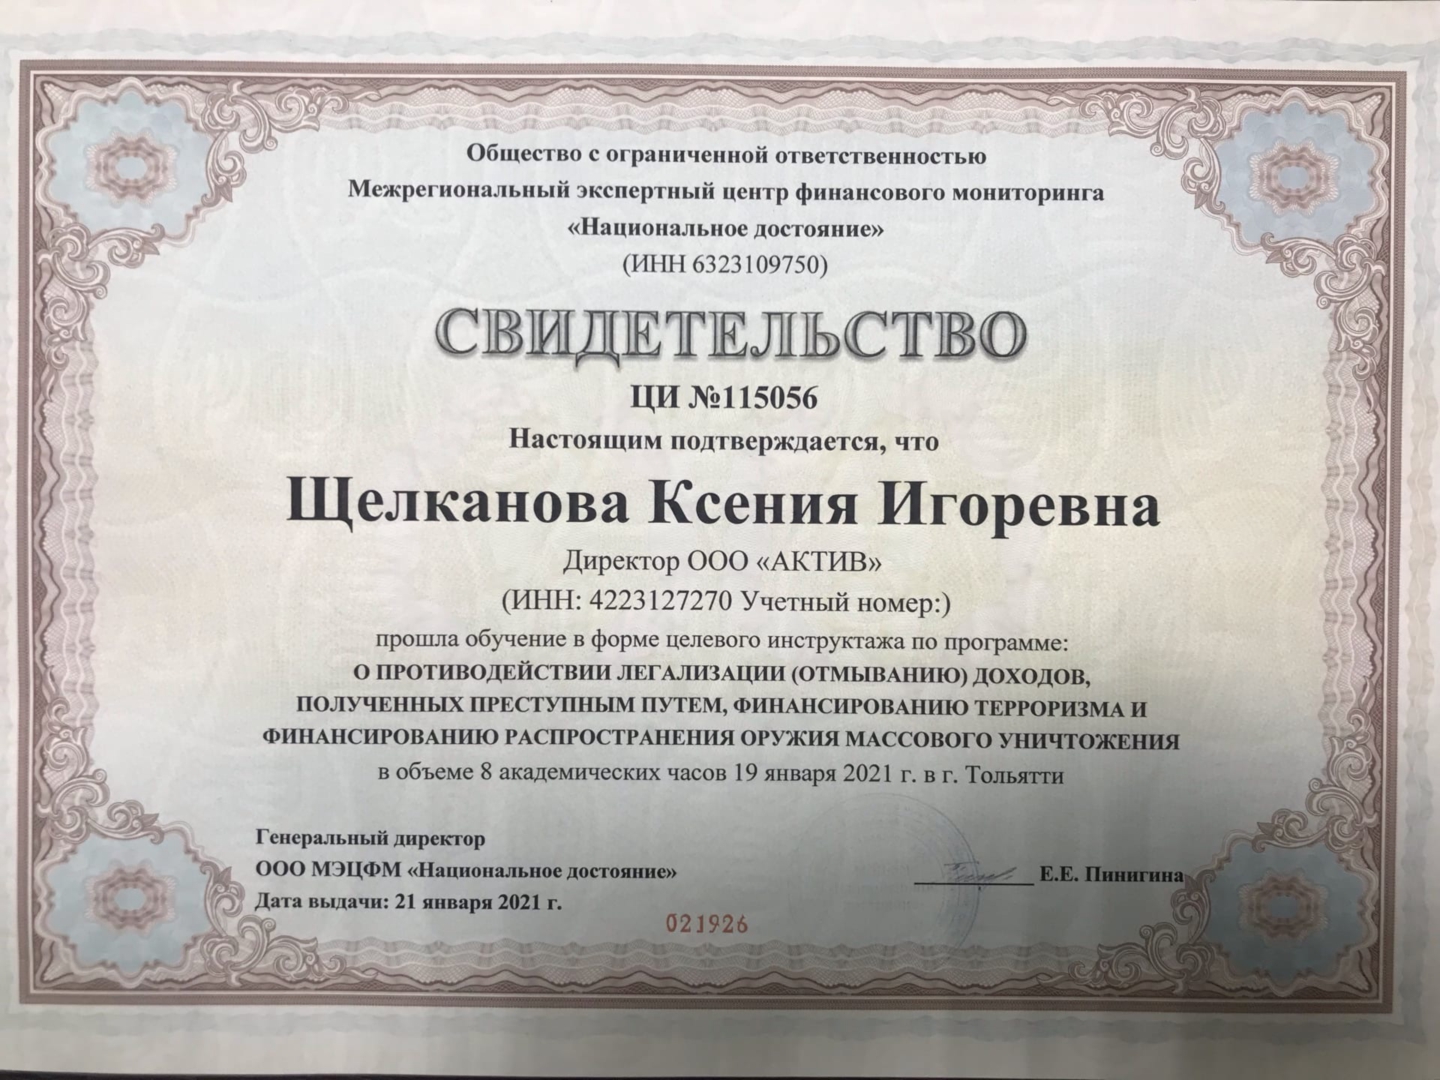 Общество с ограниченной ответственностью
Межрегиональный экспертный центр финансового мониторинга
«Национальное достояние»
(ИНН 6323109750)
СВИДЕТЕЛЬСТВО
ЦИ №115056
Настоящим подтверждается, что
Щелканова Ксения Игоревна
Директор ООО «АКТИВ»
(ИНН: 4223127270 Учетный номер:)
прошла обучение в форме целевого инструктажа по программе:
О ПРОТИВОДЕЙСТВИИ ЛЕГАЛИЗАЦИИ (ОТМЫВАНИЮ) ДОХОДОВ,
ПОЛУЧЕННЫХ ПРЕСТУПНЫМ ПУТЕМ, ФИНАНСИРОВАНИЮ ТЕРРОРИЗМА И
ФИНАНСИРОВАНИЮ РАСПРОСТРАНЕНИЯ ОРУЖИЯ МАССОВОГО УНИЧТОЖЕНИЯ
в объеме 8 академических часов 19 января 2021 г. в г. Тольятти
Генеральный директор
ООО МЭЦФМ «Национальное достояние»
Е.Е. Пинигина
Дата выдачи: 21 января 2021 г.
021926